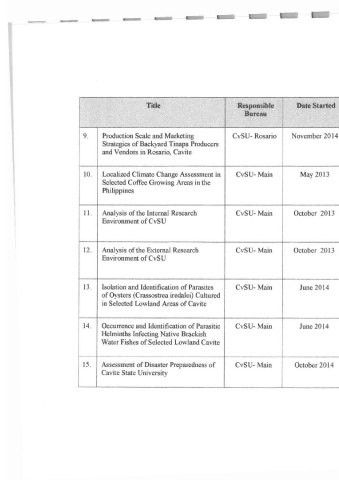 Title Responsible Date Started
Bureau
9. Production Scale and Marketing CvSU- Rosario November 2014
Strategies of Backyard Tinapa Producers
and Vendors in Rosario, Cavite
10. Localized Climate Change Assessment in CvSU- Main May 2013
Selected Coffee Growing Areas in the
Philippines
11. Analysis of the Internal Research CvSU- Main October 2013
Environment of CvSU
12. Analysis of the External Research CvSU- Main October 2013
Environment of CvSU
13. Isolation and Identification of Parasites CvSU- Main June 2014
of Oysters (Crassostrea iredalei) Cultured
in Selected Lowland Areas of Cavite
14. Occurrence and Identification of Parasitic CvSU- Main June 2014
Helminths Infecting Native Brackish
Water Fishes of Selected Lowland Cavite
15. Assessment of Disaster Preparedness of CvSU- Main October 2014
Cavite State University